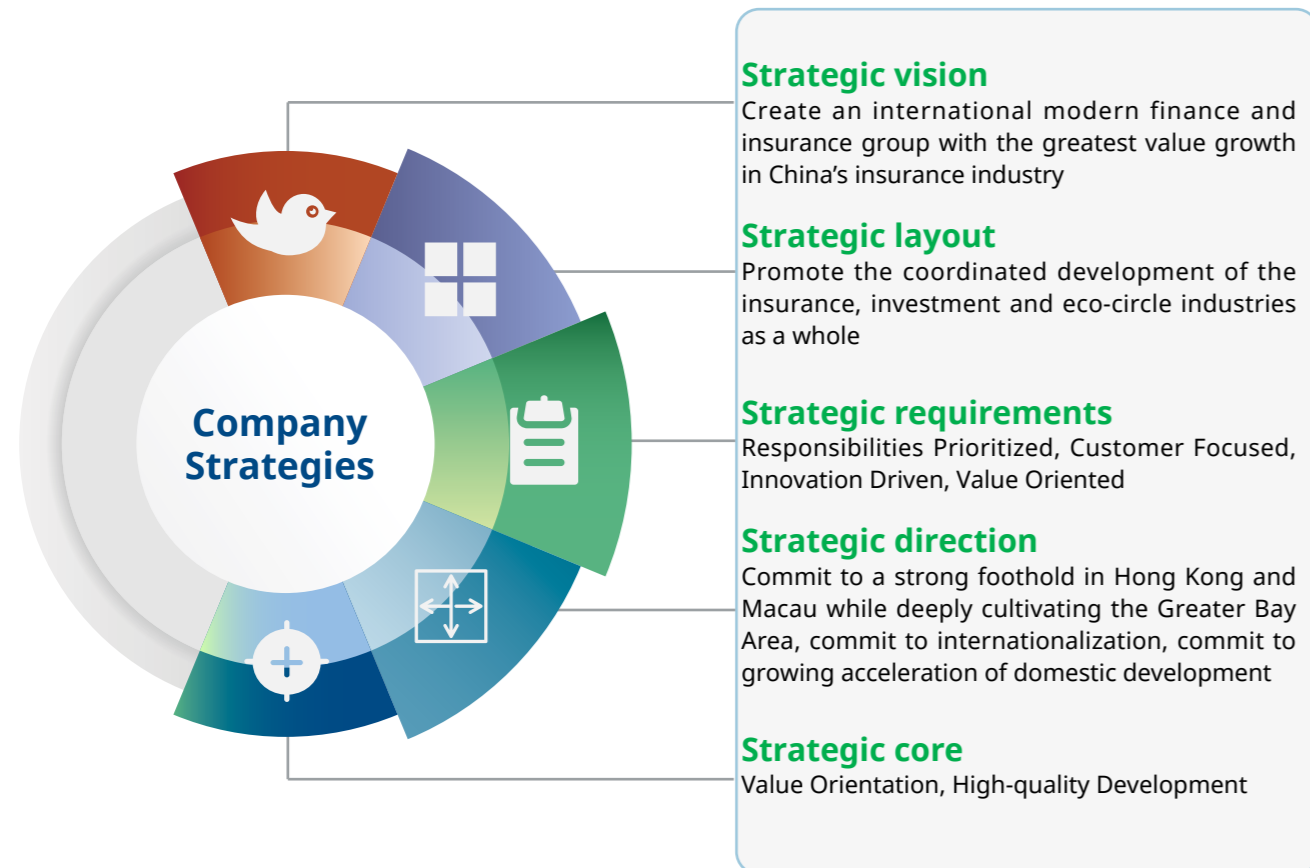 Company
Strategies
Strategic vision
Create an international modern finance and
insurance group with the greatest value growth
in China's insurance industry
Strategic layout
Promote the coordinated development of the
insurance, investment and eco-circle industries
as a whole
Strategic requirements
Responsibilities Prioritized, Customer Focused,
Innovation Driven, Value Oriented
Strategic direction
Commit to a strong foothold in Hong Kong and
Macau while deeply cultivating the Greater Bay
Area, commit to internationalization, commit to
growing acceleration of domestic development
Strategic core
Value Orientation, High-quality Development